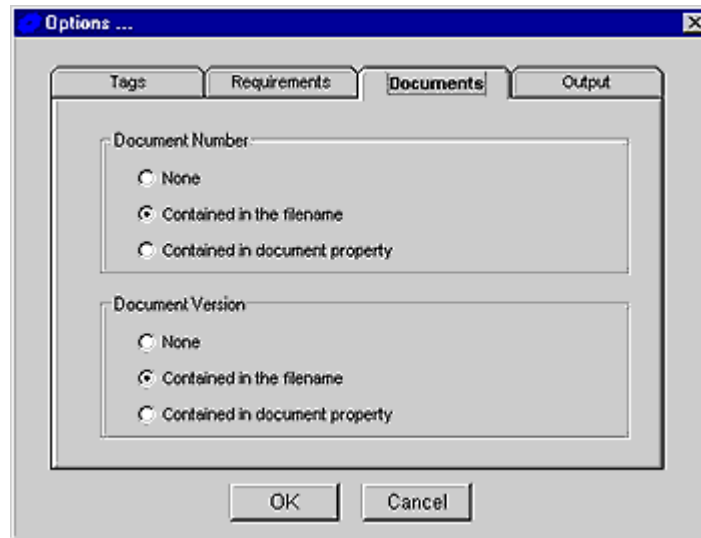 Options ...
Tags Requirements Documents Output
Document Number
None
Contained in the filename
Contained in document property
Document Version
None
Contained in the filename
Contained in document property
OK Cancel